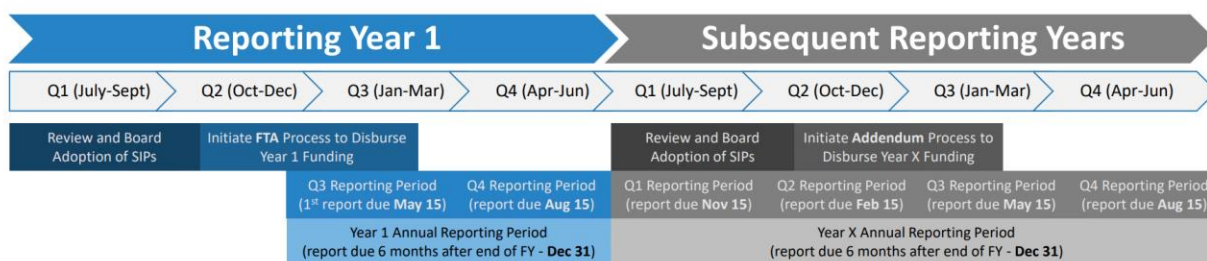 Reporting Year 1
Subsequent Reporting Years
Q1 (July-Sept)
Q2 (Oct-Dec)
Q3 (Jan-Mar)
Q4 (Apr-Jun)
Q1 (July-Sept)
Q2 (Oct-Dec)
Q3 (Jan-Mar)
Q4 (Apr-Jun)
Review and Board
Adoption of SIPs
Initiate FTA Process to Disburse
Year 1 Funding
Review and Board
Adoption of SIPs
Initiate Addendum Process to
Disburse Year X Funding
Q3 Reporting Period
(1st report due May 15)
Q4 Reporting Period
(report due Aug 15)
Q1 Reporting Period
(report due Nov 15)
Q2 Reporting Period
(report due Feb 15)
Q3 Reporting Period
(report due May 15)
Q4 Reporting Period
(report due Aug 15)
Year 1 Annual Reporting Period
(report due 6 months after end of FY - Dec 31)
Year X Annual Reporting Period
(report due 6 months after end of FY - Dec 31)